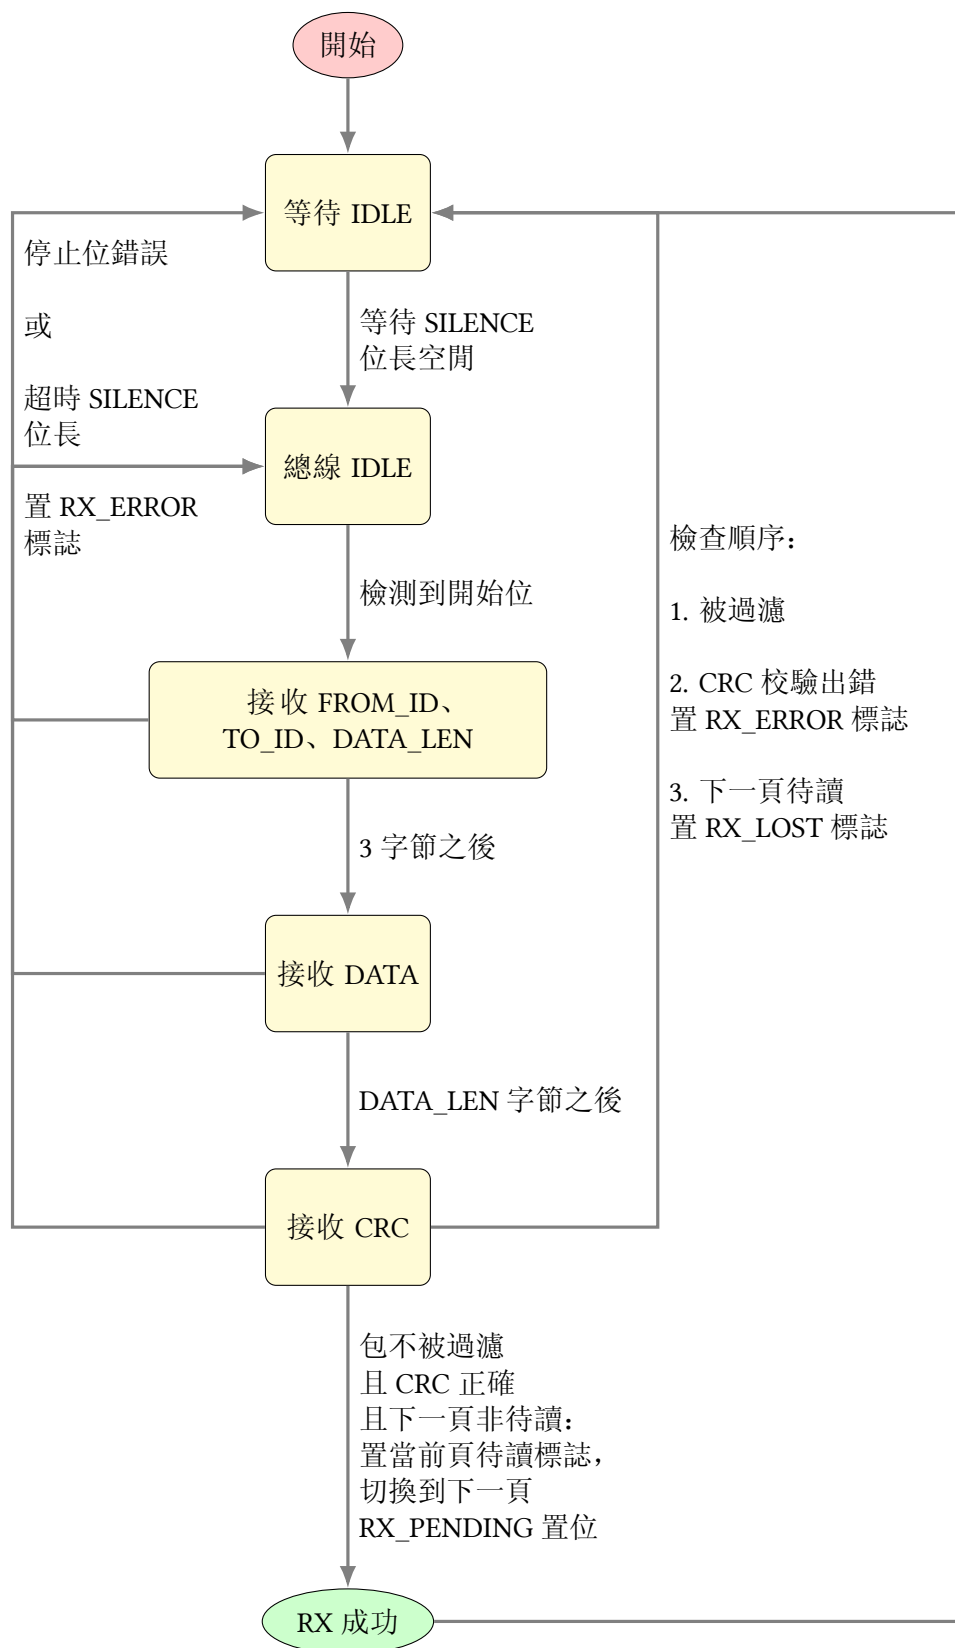 開始
等待 IDLE
停止位錯誤
或
超時 SILENCE
位長
等待 SILENCE
位長空閒
總線 IDLE
置 RX_ERROR
標誌
檢測到開始位
接收 FROM_ID、
TO_ID、DATA_LEN
檢查順序：
1. 被過濾
2. CRC 校驗出錯
置 RX_ERROR 標誌
3. 下一頁待讀
置 RX_LOST 標誌
3 字節之後
接收 DATA
DATA_LEN 字節之後
接收 CRC
包不被過濾
且 CRC 正確
且下一頁非待讀：
置當前頁待讀標誌，
切換到下一頁
RX_PENDING 置位
RX 成功